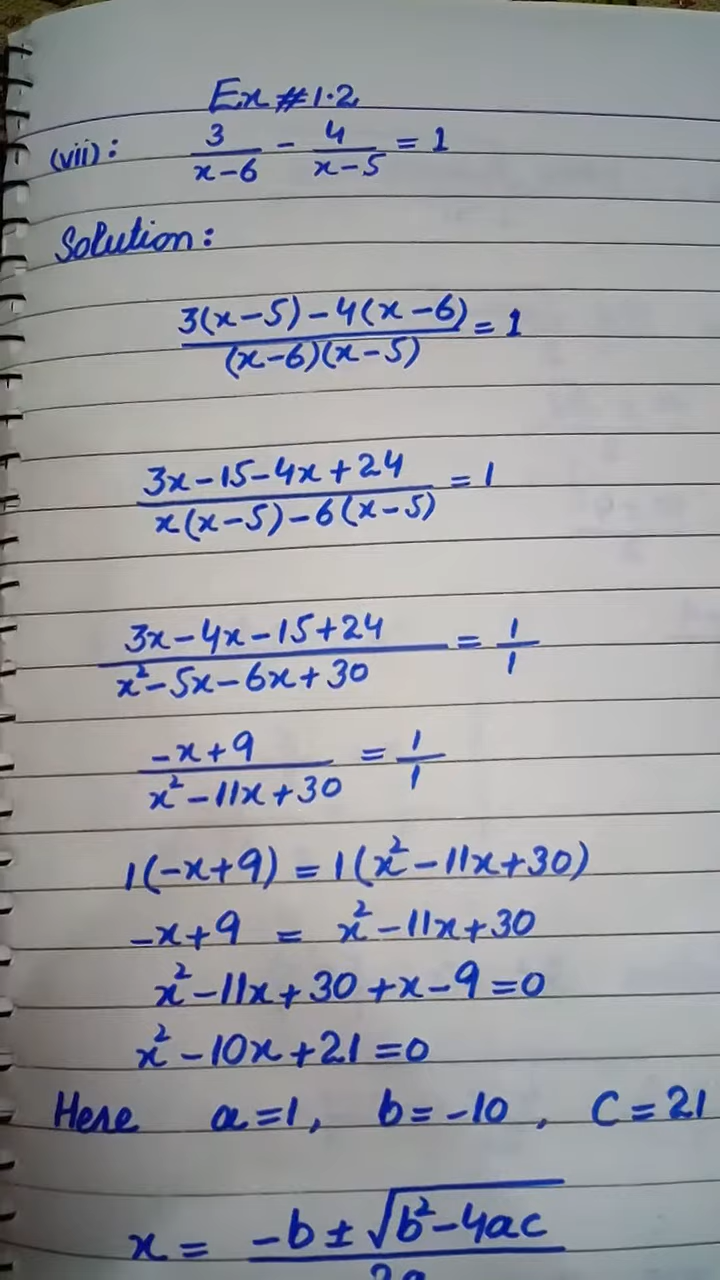 Ex #1.2
(vii): 3/(x-6) - 4/(x-5) = 1
Solution:
(3(x-5)-4(x-6))/((x-6)(x-5)) = 1
(3x-15-4x+24)/(x(x-5)-6(x-5)) = 1
(3x-4x-15+24)/(x²-5x-6x+30) = 1/1
(-x+9)/(x²-11x+30) = 1/1
1(-x+9) = 1(x²-11x+30)
-x+9 = x²-11x+30
x²-11x+30+x-9=0
x²-10x+21=0
Here a=1, b=-10, C=21
x = (-b±√(b²-4ac))/2a